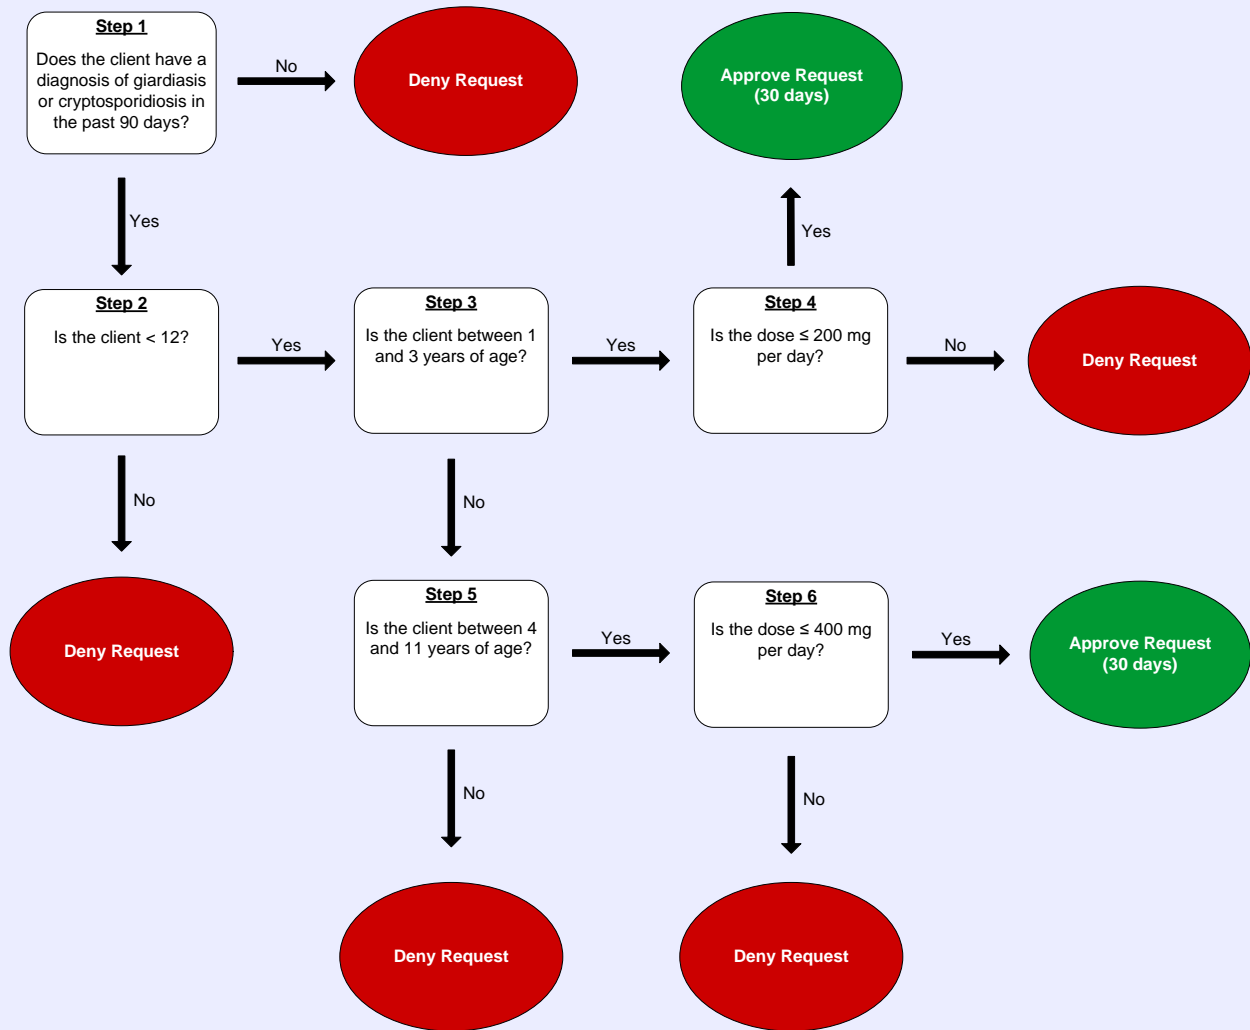 Step 1
Does the client have a
diagnosis of giardiasis
or cryptosporidiosis in
the past 90 days?
No
Deny Request
Approve Request
(30 days)
Yes
Yes
Step 2
Is the client < 12?
Yes
Step 3
Is the client between 1
and 3 years of age?
Yes
Step 4
Is the dose ≤ 200 mg
per day?
No
Deny Request
No
No
Deny Request
Step 5
Is the client between 4
and 11 years of age?
Yes
Step 6
Is the dose ≤ 400 mg
per day?
Yes
Approve Request
(30 days)
No
No
Deny Request
Deny Request